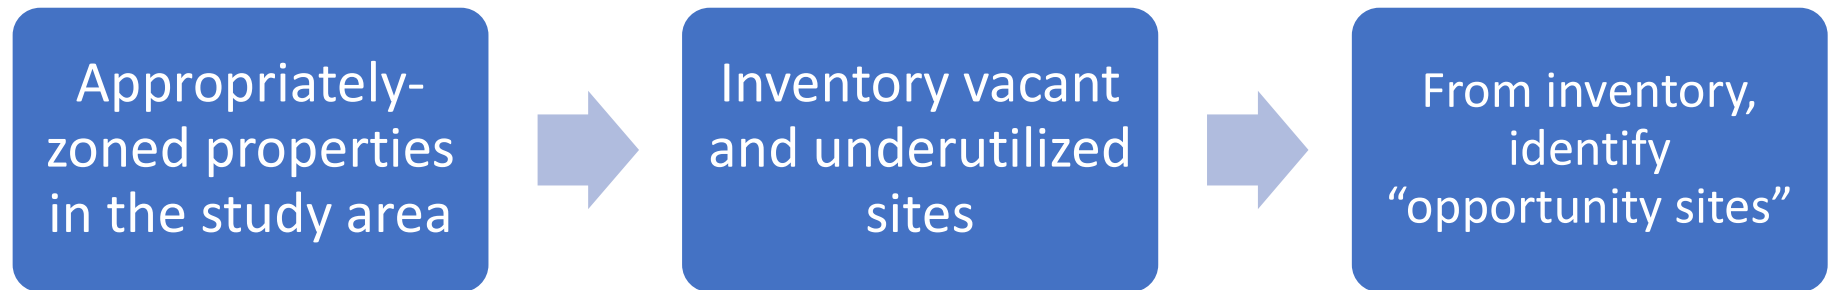 Appropriately-
zoned properties
in the study area
Inventory vacant
and underutilized
sites
From inventory,
identify
“opportunity sites”